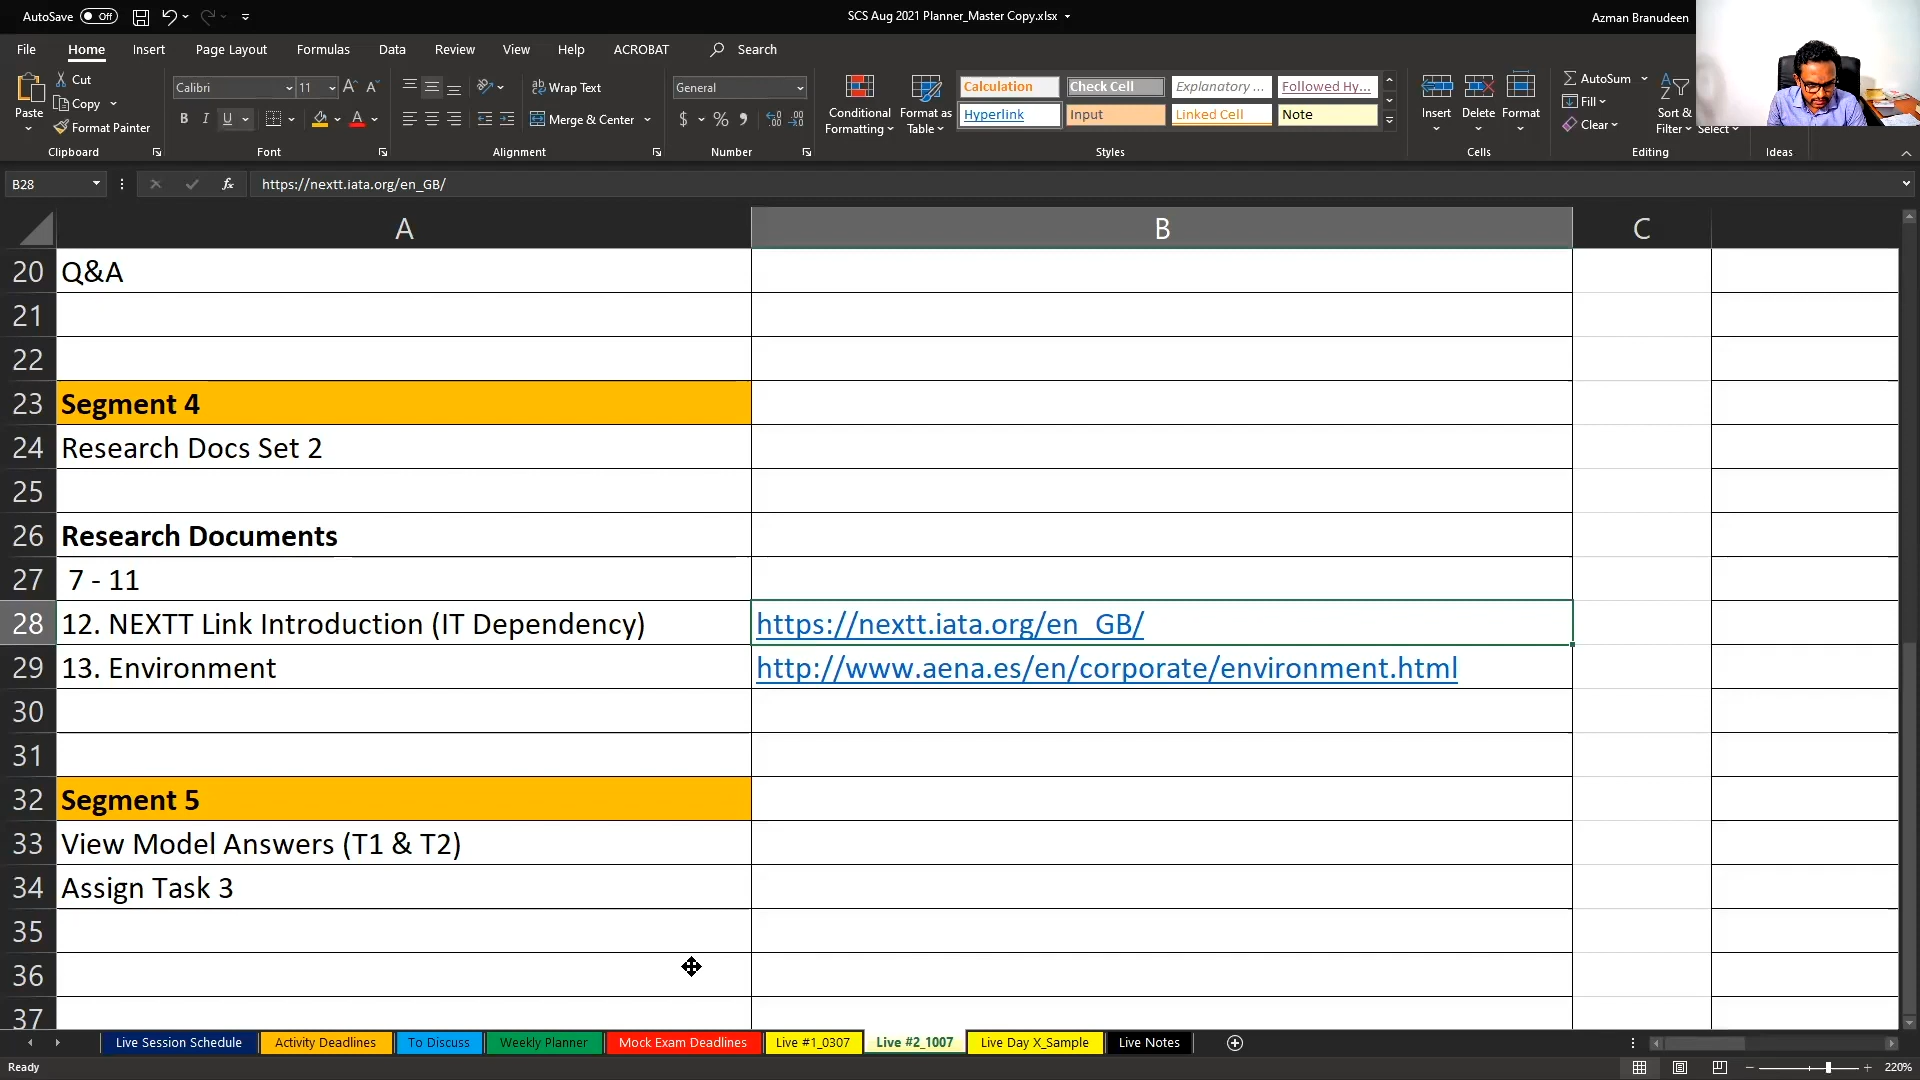 AutoSave Off SCS Aug 2021 Planner_Master Copy.xlsx Azman Branudeen
File Home Insert Page Layout Formulas Data Review View Help ACROBAT Search
Paste
Cut
Copy
Format Painter
Clipboard
Calibri 11
B I U
Font
Wrap Text
Merge & Center
Alignment
General
$ % 9
Number
Conditional Formatting
Format as Table
Calculation Check Cell Explanatory ... Followed Hy...
Hyperlink Input Linked Cell Note
Styles
Insert Delete Format
Cells
AutoSum
Fill
Clear
Sort & Filter
Select
Editing
Ideas
B28 fx https://nextt.iata.org/en_GB/
A B C
20 Q&A
21
22
23 Segment 4
24 Research Docs Set 2
25
26 Research Documents
27 7 - 11
28 12. NEXTT Link Introduction (IT Dependency) https://nextt.iata.org/en_GB/
29 13. Environment http://www.aena.es/en/corporate/environment.html
30
31
32 Segment 5
33 View Model Answers (T1 & T2)
34 Assign Task 3
35
36
37
Live Session Schedule Activity Deadlines To Discuss Weekly Planner Mock Exam Deadlines Live #1_0307 Live #2_1007 Live Day X_Sample Live Notes
Ready 220%